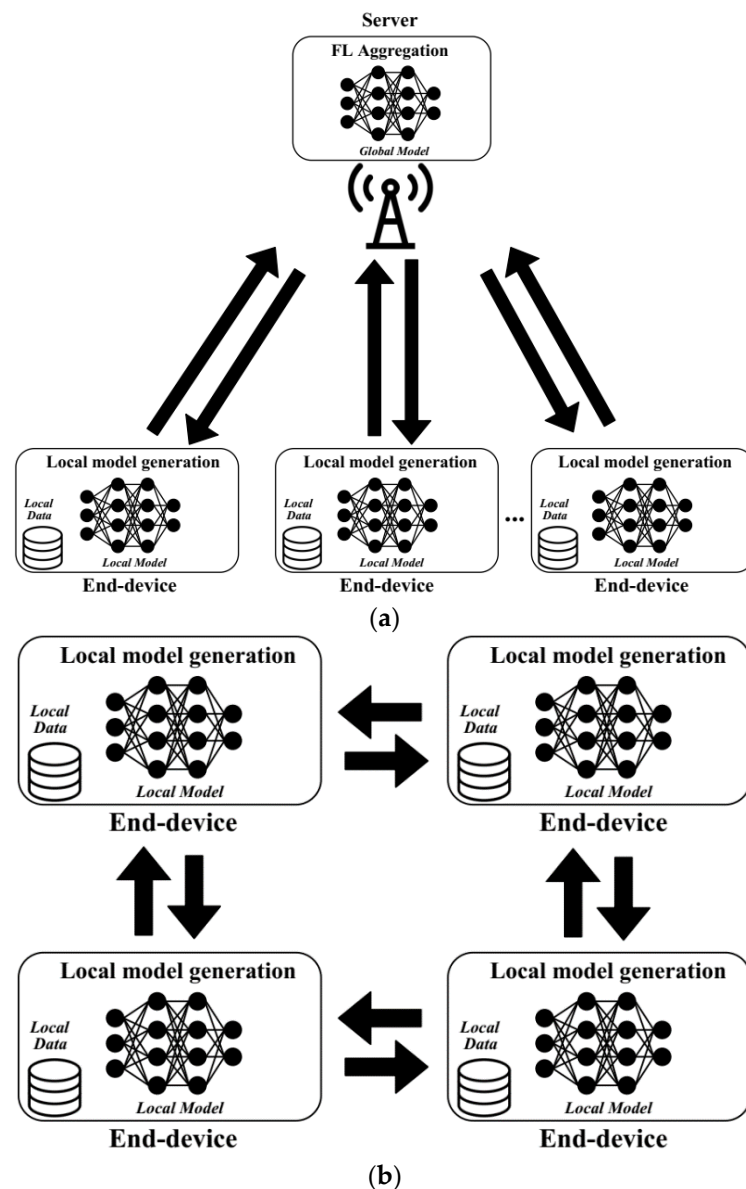 Server
FL Aggregation
Global Model
Local model generation
Local
Data
Local Model
End-device
Local model generation
Local
Data
Local Model
End-device
...
Local model generation
Local
Data
Local Model
End-device
(a)
Local model generation
Local
Data
Local Model
End-device
Local model generation
Local
Data
Local Model
End-device
Local model generation
Local
Data
Local Model
End-device
Local model generation
Local
Data
Local Model
End-device
(b)